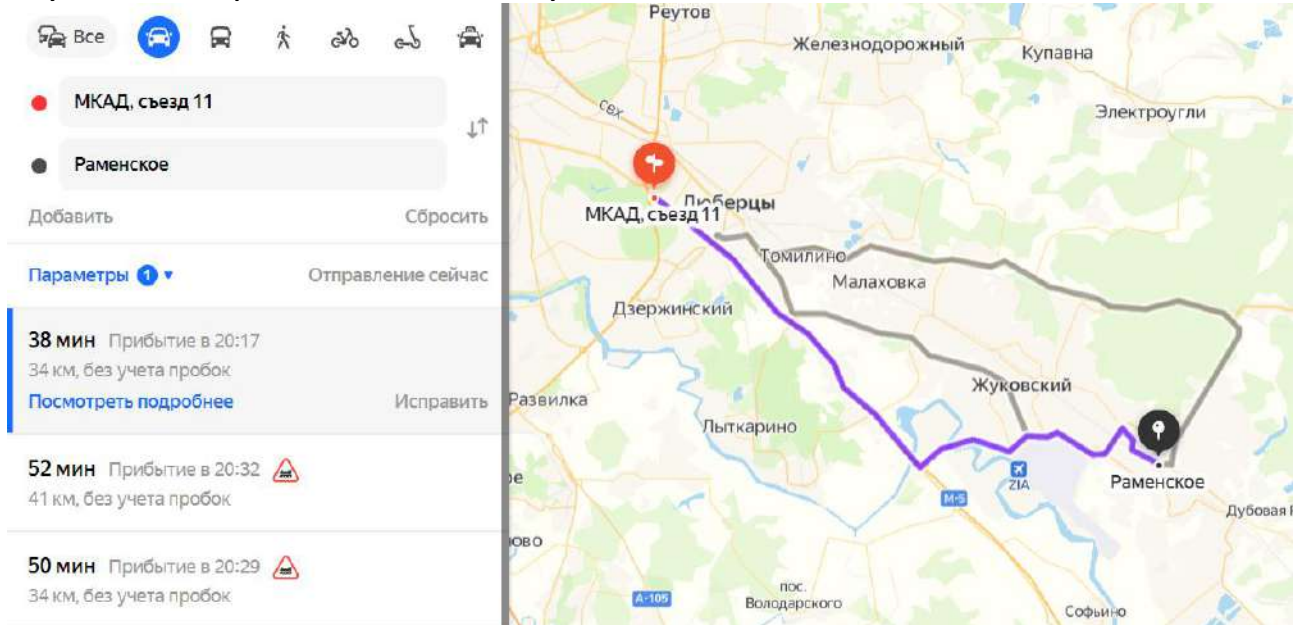 Все
МКАД, съезд 11
Раменское
Добавить
Сбросить
Параметры 1
Отправление сейчас
38 мин Прибытие в 20:17
34 км, без учета пробок
Посмотреть подробнее
Исправить
52 мин Прибытие в 20:32
41 км, без учета пробок
50 мин Прибытие в 20:29
34 км, без учета пробок
Реутов
Железнодорожный
Купавна
Электроугли
Люберцы
МКАД, съезд 11
Томилино
Малаховка
Дзержинский
Жуковский
Развилка
Лыткарино
ZIA
Раменское
М-5
Дубовая
А-105
пос.
Володарского
Софьино